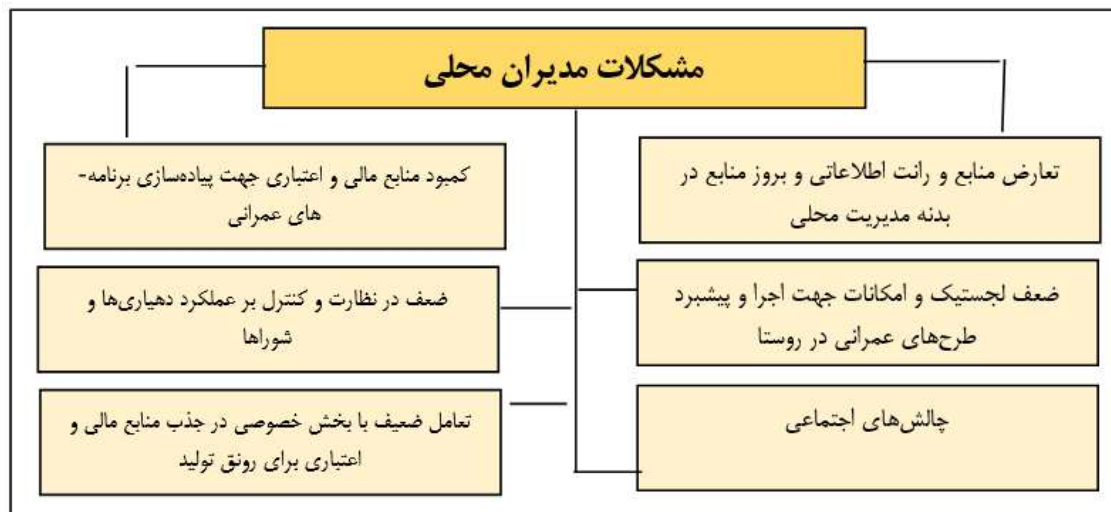 مشکلات مدیران محلی
تعارض منابع و رانت اطلاعاتی و بروز منابع در
بدنه مدیریت محلی
کمبود منابع مالی و اعتباری جهت پیاده‌سازی برنامه-
های عمرانی
ضعف لجستیک و امکانات جهت اجرا و پیشبرد
طرح‌های عمرانی در روستا
ضعف در نظارت و کنترل بر عملکرد دهیاری‌ها و
شوراها
چالش‌های اجتماعی
تعامل ضعیف با بخش خصوصی در جذب منابع مالی و
اعتباری برای رونق تولید